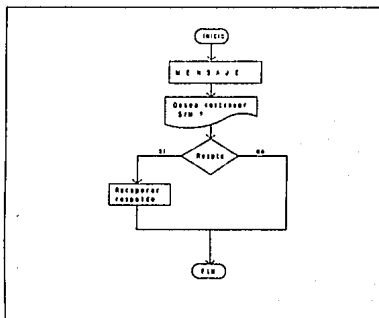 INICIO
MENSAJE
Desea continuar
S/N ?
Respta
SI
NO
Recuperar
respaldo
FIN